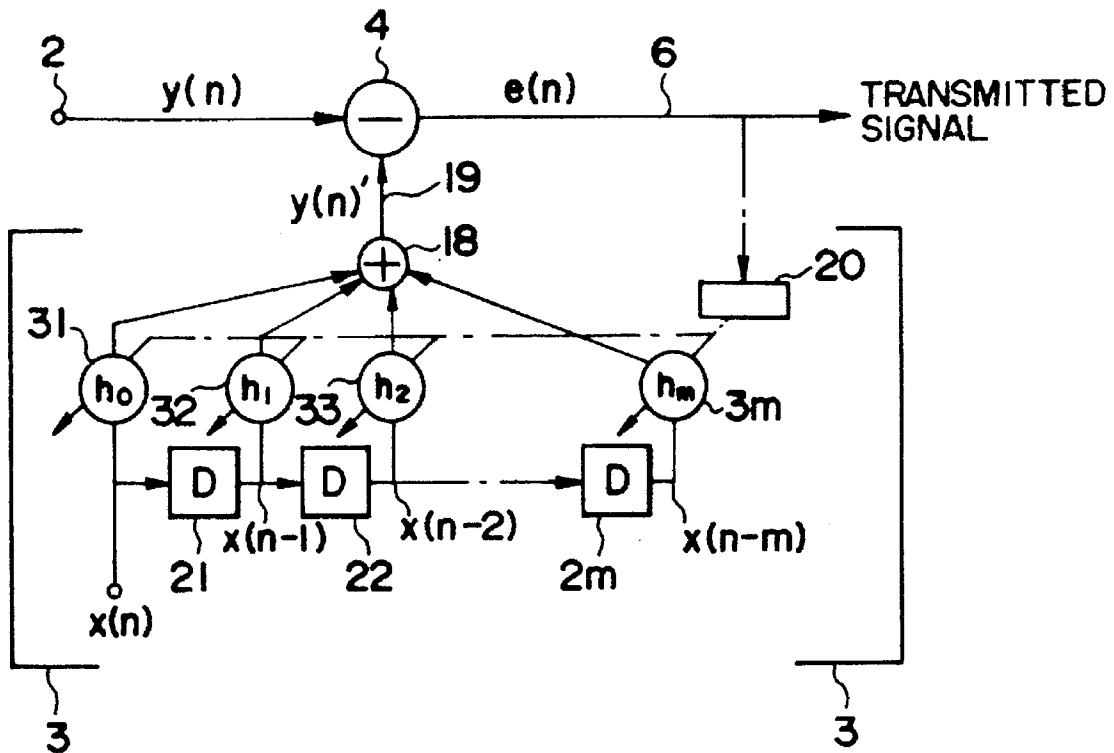 2
4
6
y(n)
e(n)
TRANSMITTED
SIGNAL
−
19
y(n)'
18
+
20
31
h₀
32
h₁
33
h₂
hₘ
3m
D
D
D
x(n-1)
x(n-2)
x(n-m)
21
22
2m
x(n)
3
3